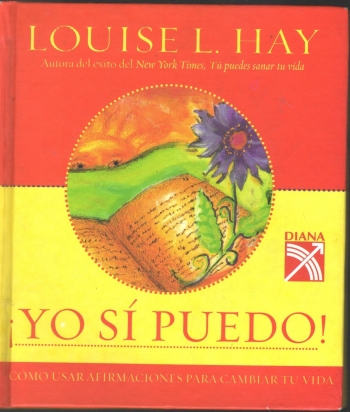 LOUISE L. HAY
Autora del éxito del New York Times, Tú puedes sanar tu vida
DIANA
¡YO SÍ PUEDO!
CÓMO USAR AFIRMACIONES PARA CAMBIAR TU VIDA